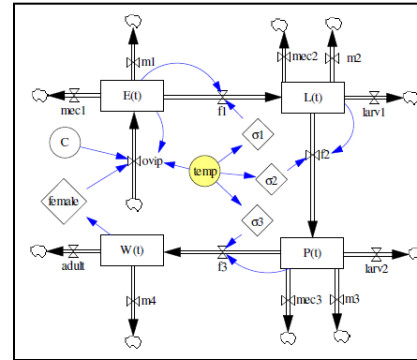 m1
mec2
m2
E(t)
L(t)
mec1
f1
larv1
C
σ1
ovip
temp
σ2
f2
female
σ3
W(t)
P(t)
adult
f3
larv2
m4
mec3
m3